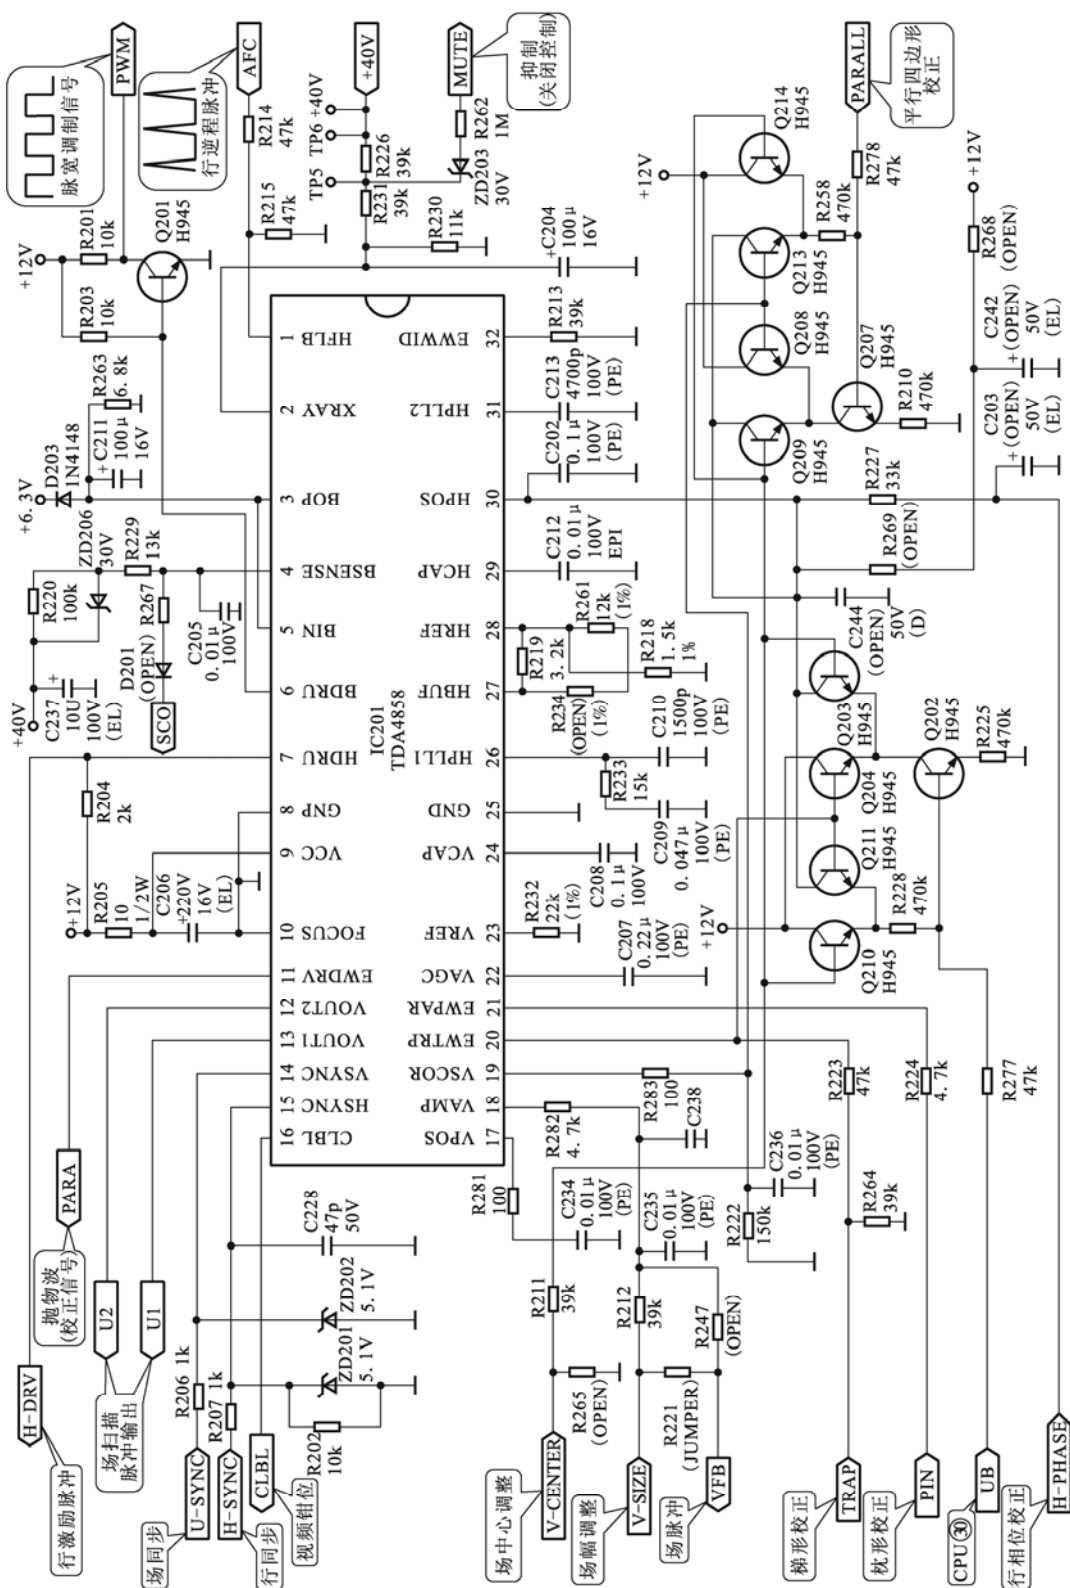 脉宽调制信号
PWM
行逆程脉冲
AFC
R214
47k
R215
47k
+40V
TP6 +40V
TP5
R226
39k
R231
39k
R230
11k
MUTE
抑制
(关闭控制)
R262
1M
ZD203
30V
C204
+
100μ
16V
+12V
R201
10k
R203
10k
Q201
H945
R263
6.8k
C211
+
100μ
16V
D203
1N4148
+6.3V
ZD206
30V
R229
13k
R220
100k
R267
D201
(OPEN)
SCO
C205
0.01μ
100V
+40V
C237
+
10U
100V
(EL)
R204
2k
+12V
R205
10
1/2W
C206
+220V
16V
(EL)
IC201
TDA4858
1 HFLB
2 XRAY
3 BOP
4 BSENSE
5 BIN
6 BDRU
7 HDRU
8 GNP
9 VCC
10 FOCUS
11 EWDRV
12 VOUT2
13 VOUT1
14 VSYNC
15 HSYNC
16 CLBL
EWWID 32
HPLL2 31
HPOS 30
HCAP 29
HREF 28
HBUF 27
HPLL1 26
GND 25
VCAP 24
VREF 23
VAGC 22
EWPAR 21
EWTRP 20
VSCOR 19
VAMP 18
VPOS 17
R213
39k
C213
4700p
100V
(PE)
C202
0.1μ
100V
(PE)
C212
0.01μ
100V
EPI
R261
12k
(1%)
R219
3.2k
R218
1.5k
1%
R234
(OPEN)
(1%)
C210
1500p
100V
(PE)
R233
15k
C209
0.047μ
100V
(PE)
C208
0.1μ
100V
R232
22k
(1%)
C207
0.22μ
100V
(PE)
+12V
Q214
H945
PARALL
平行四边形
校正
R278
47k
R258
470k
Q213
H945
Q208
H945
Q207
H945
Q209
H945
R210
470k
+12V
R268
(OPEN)
C242
+
(OPEN)
50V
(EL)
C203
+
(OPEN)
50V
(EL)
R227
33k
R269
(OPEN)
C244
(OPEN)
50V
(D)
Q203
H945
Q202
H945
R225
470k
Q204
H945
Q211
H945
R228
470k
+12V
Q210
H945
R223
47k
R224
4.7k
R277
47k
R283
100
R282
4.7k
C238
R281
100
C234
0.01μ
100V
(PE)
C235
0.01μ
100V
(PE)
C236
0.01μ
100V
(PE)
R222
150k
R264
39k
R211
39k
R212
39k
R247
(OPEN)
R265
(OPEN)
R221
(JUMPER)
PARA
抛物波
(校正信号)
U2
U1
场扫描
脉冲输出
H-DRV
行激励脉冲
C228
47p
50V
ZD202
5.1V
ZD201
5.1V
R206 1k
R207 1k
R202
10k
U-SYNC
场同步
H-SYNC
行同步
CLBL
视频钳位
V-CENTER
场中心调整
V-SIZE
场幅调整
VFB
场脉冲
TRAP
梯形校正
PIN
枕形校正
UB
CPU㉚
H-PHASE
行相位校正